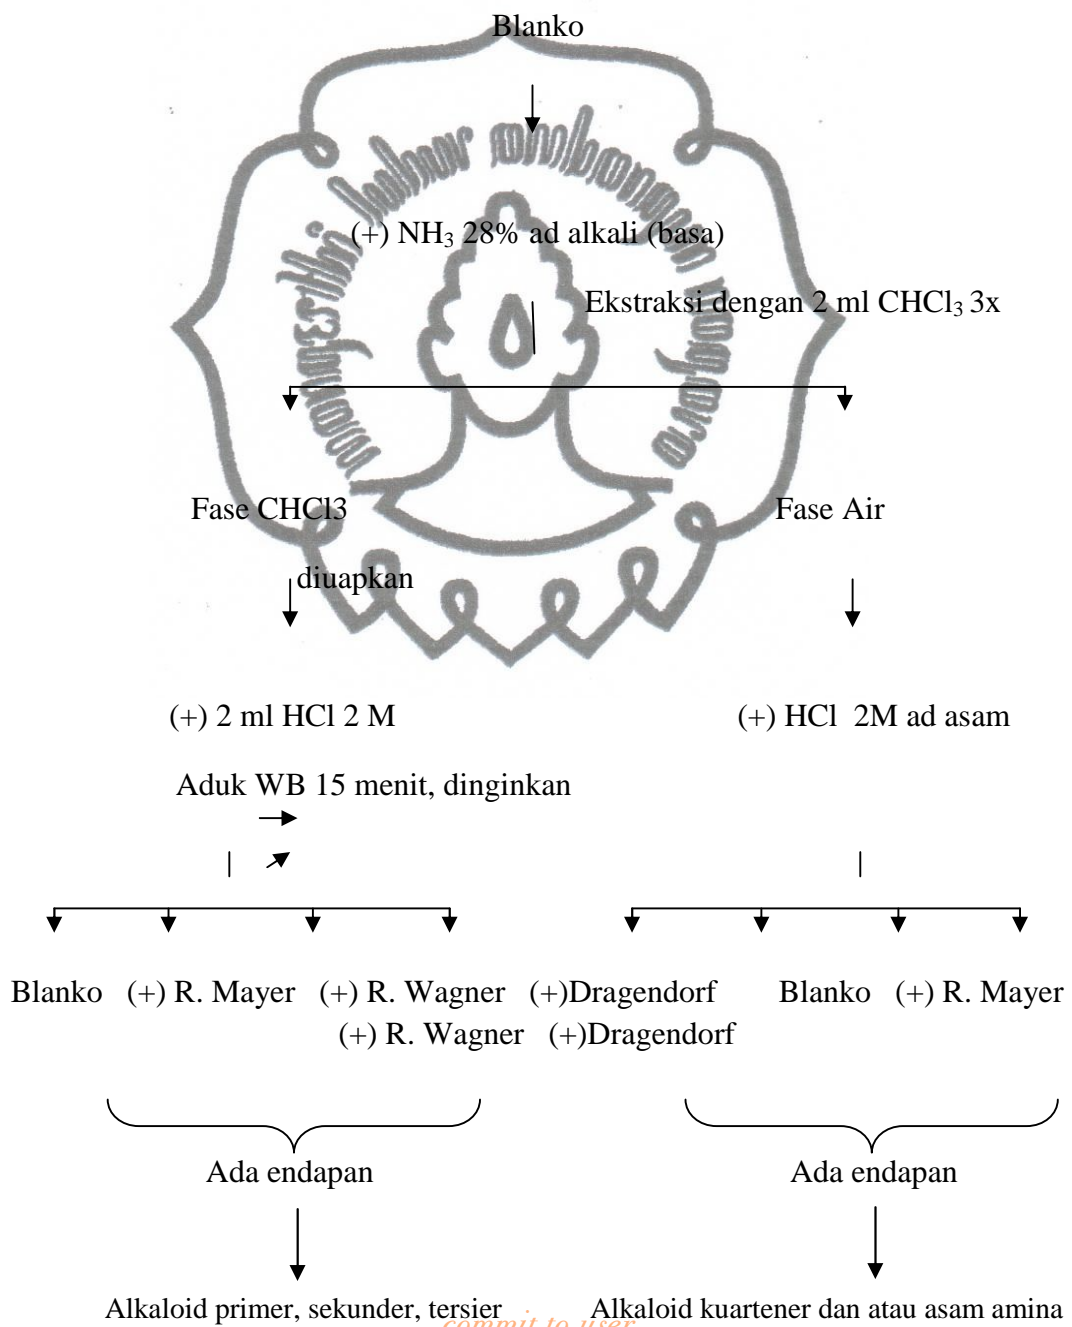 Blanko
(+) NH₃ 28% ad alkali (basa)
Ekstraksi dengan 2 ml CHCl₃ 3x
Fase CHCl3 Fase Air
diuapkan
(+) 2 ml HCl 2 M (+) HCl 2M ad asam
Aduk WB 15 menit, dinginkan
Blanko (+) R. Mayer (+) R. Wagner (+)Dragendorf Blanko (+) R. Mayer
(+) R. Wagner (+)Dragendorf
Ada endapan Ada endapan
Alkaloid primer, sekunder, tersier Alkaloid kuartener dan atau asam amina
commit to user